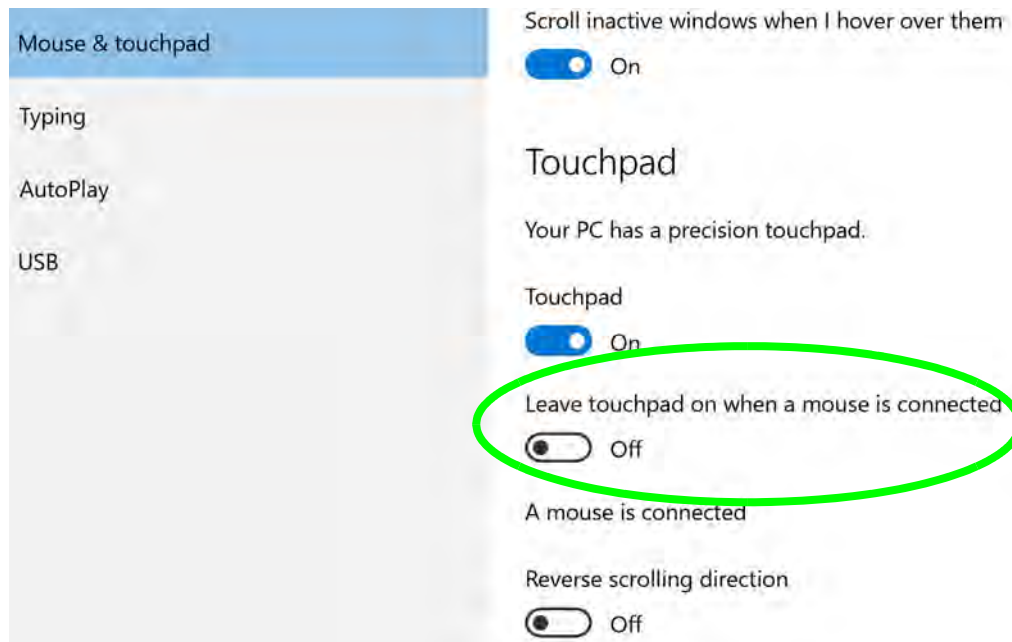 Mouse & touchpad
Typing
AutoPlay
USB
Scroll inactive windows when I hover over them
On
Touchpad
Your PC has a precision touchpad.
Touchpad
On
Leave touchpad on when a mouse is connected
Off
A mouse is connected
Reverse scrolling direction
Off